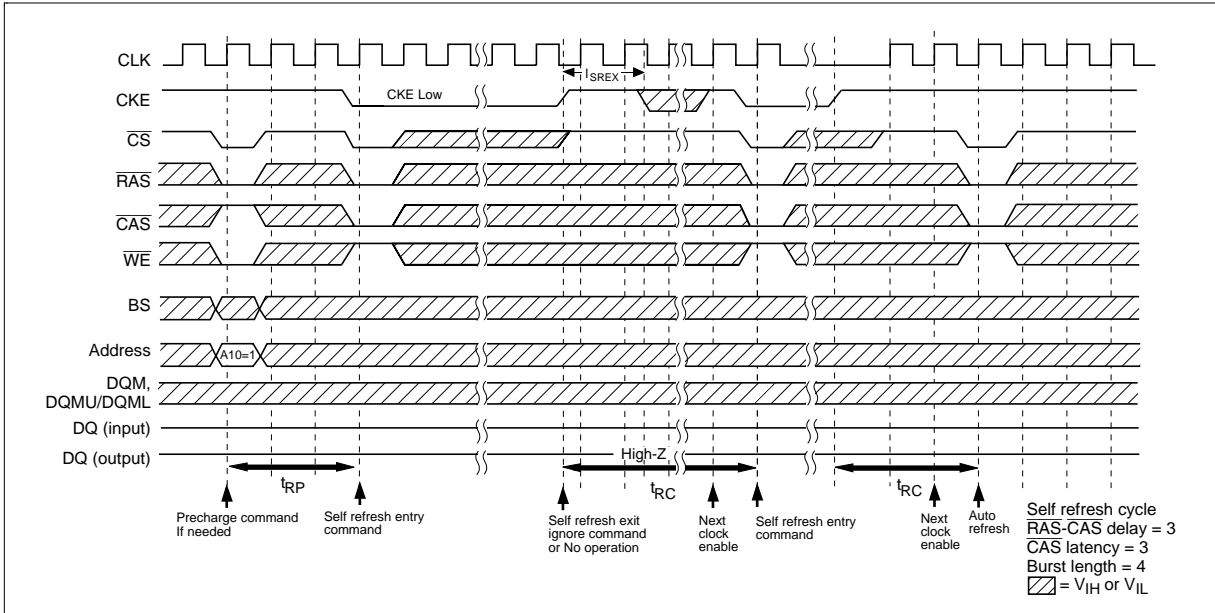 CLK
lSREX
CKE
CKE Low
CS
RAS
CAS
WE
BS
Address
A10=1
DQM,
DQMU/DQML
DQ (input)
DQ (output)
High-Z
tRP
tRC
tRC
Precharge command
If needed
Self refresh entry
command
Self refresh exit
ignore command
or No operation
Next
clock
enable
Self refresh entry
command
Next
clock
enable
Auto
refresh
Self refresh cycle
RAS-CAS delay = 3
CAS latency = 3
Burst length = 4
= VIH or VIL